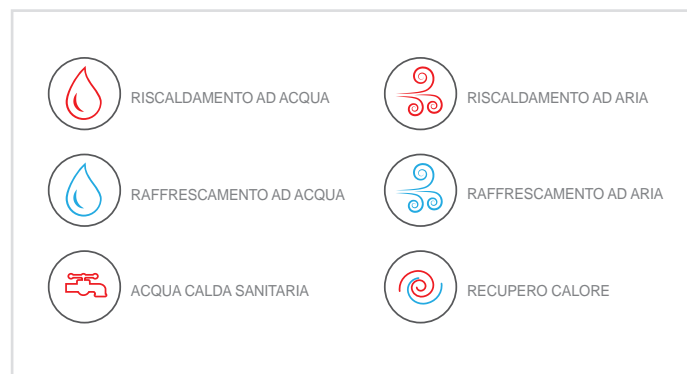 RISCALDAMENTO AD ACQUA
RISCALDAMENTO AD ARIA
RAFFRESCAMENTO AD ACQUA
RAFFRESCAMENTO AD ARIA
ACQUA CALDA SANITARIA
RECUPERO CALORE